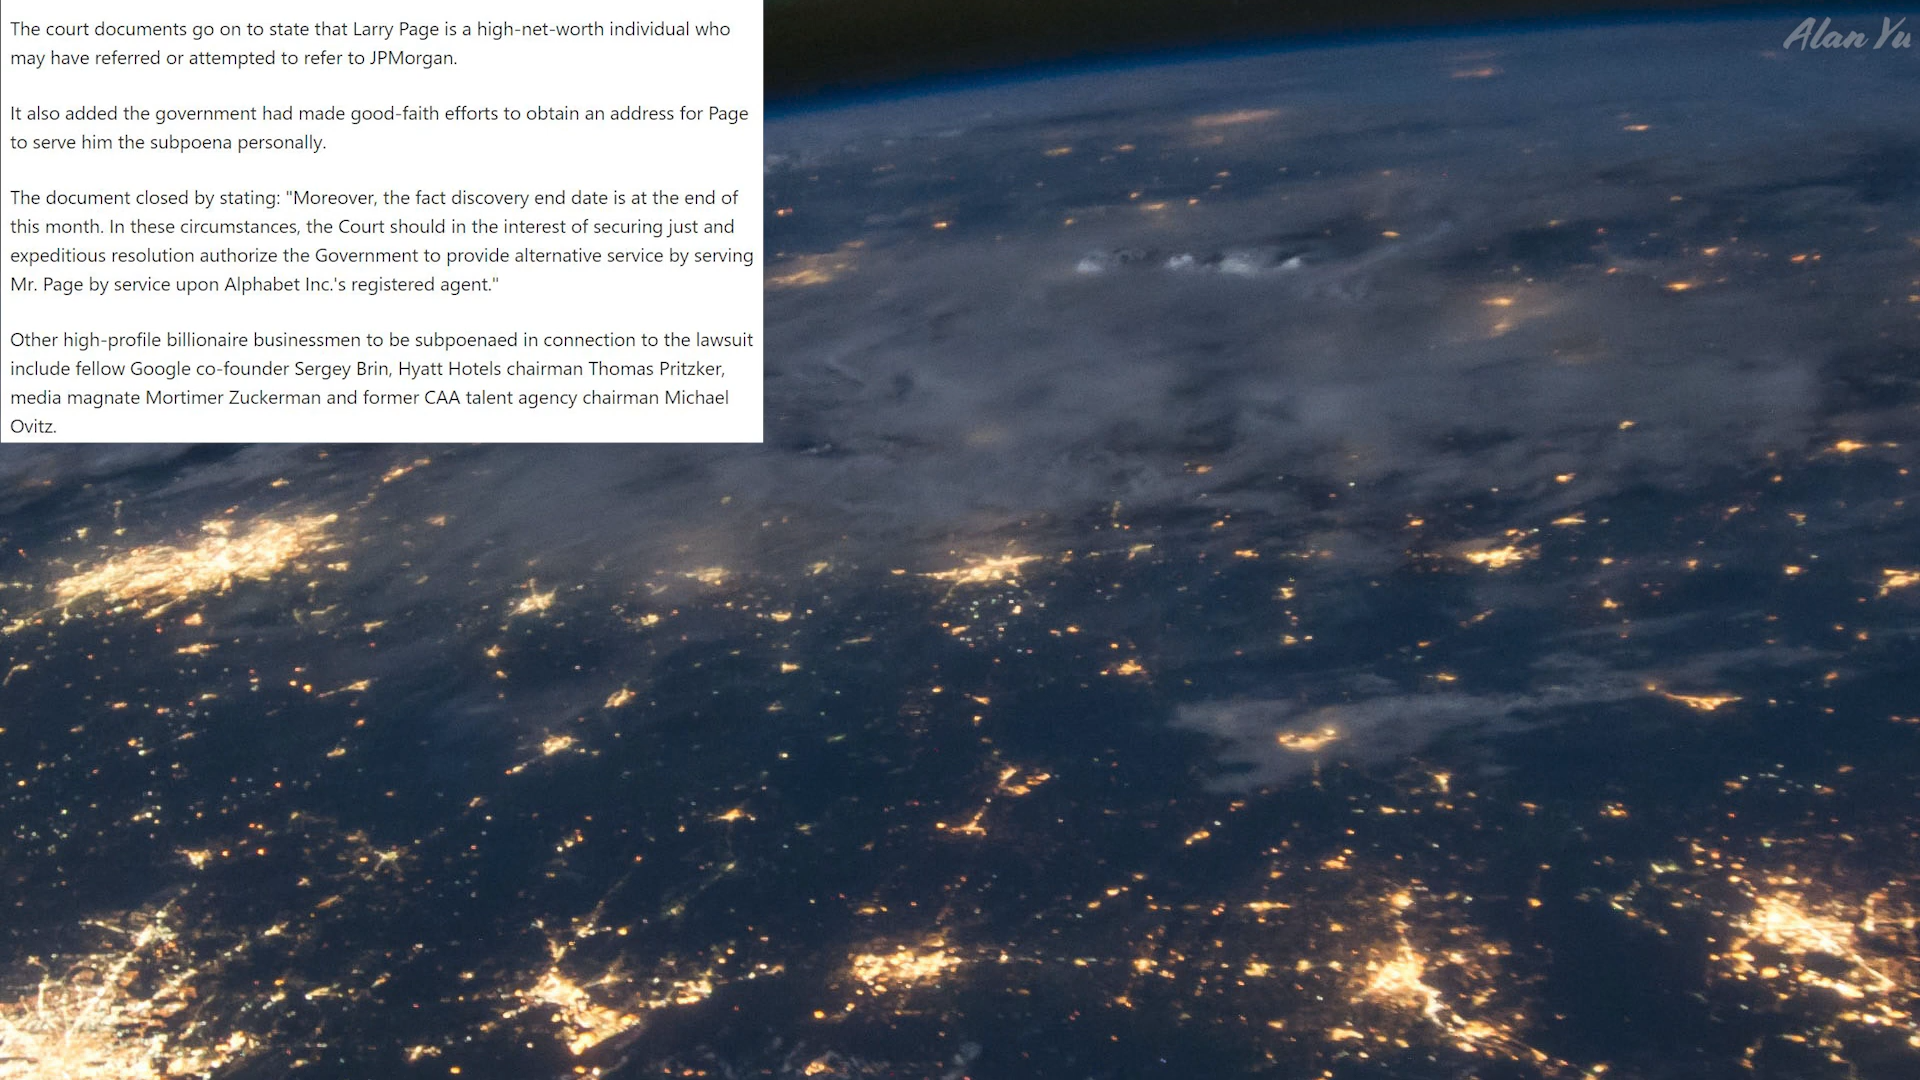 The court documents go on to state that Larry Page is a high-net-worth individual who
may have referred or attempted to refer to JPMorgan.
It also added the government had made good-faith efforts to obtain an address for Page
to serve him the subpoena personally.
The document closed by stating: "Moreover, the fact discovery end date is at the end of
this month. In these circumstances, the Court should in the interest of securing just and
expeditious resolution authorize the Government to provide alternative service by serving
Mr. Page by service upon Alphabet Inc.'s registered agent."
Other high-profile billionaire businessmen to be subpoenaed in connection to the lawsuit
include fellow Google co-founder Sergey Brin, Hyatt Hotels chairman Thomas Pritzker,
media magnate Mortimer Zuckerman and former CAA talent agency chairman Michael
Ovitz.
Alan Yu